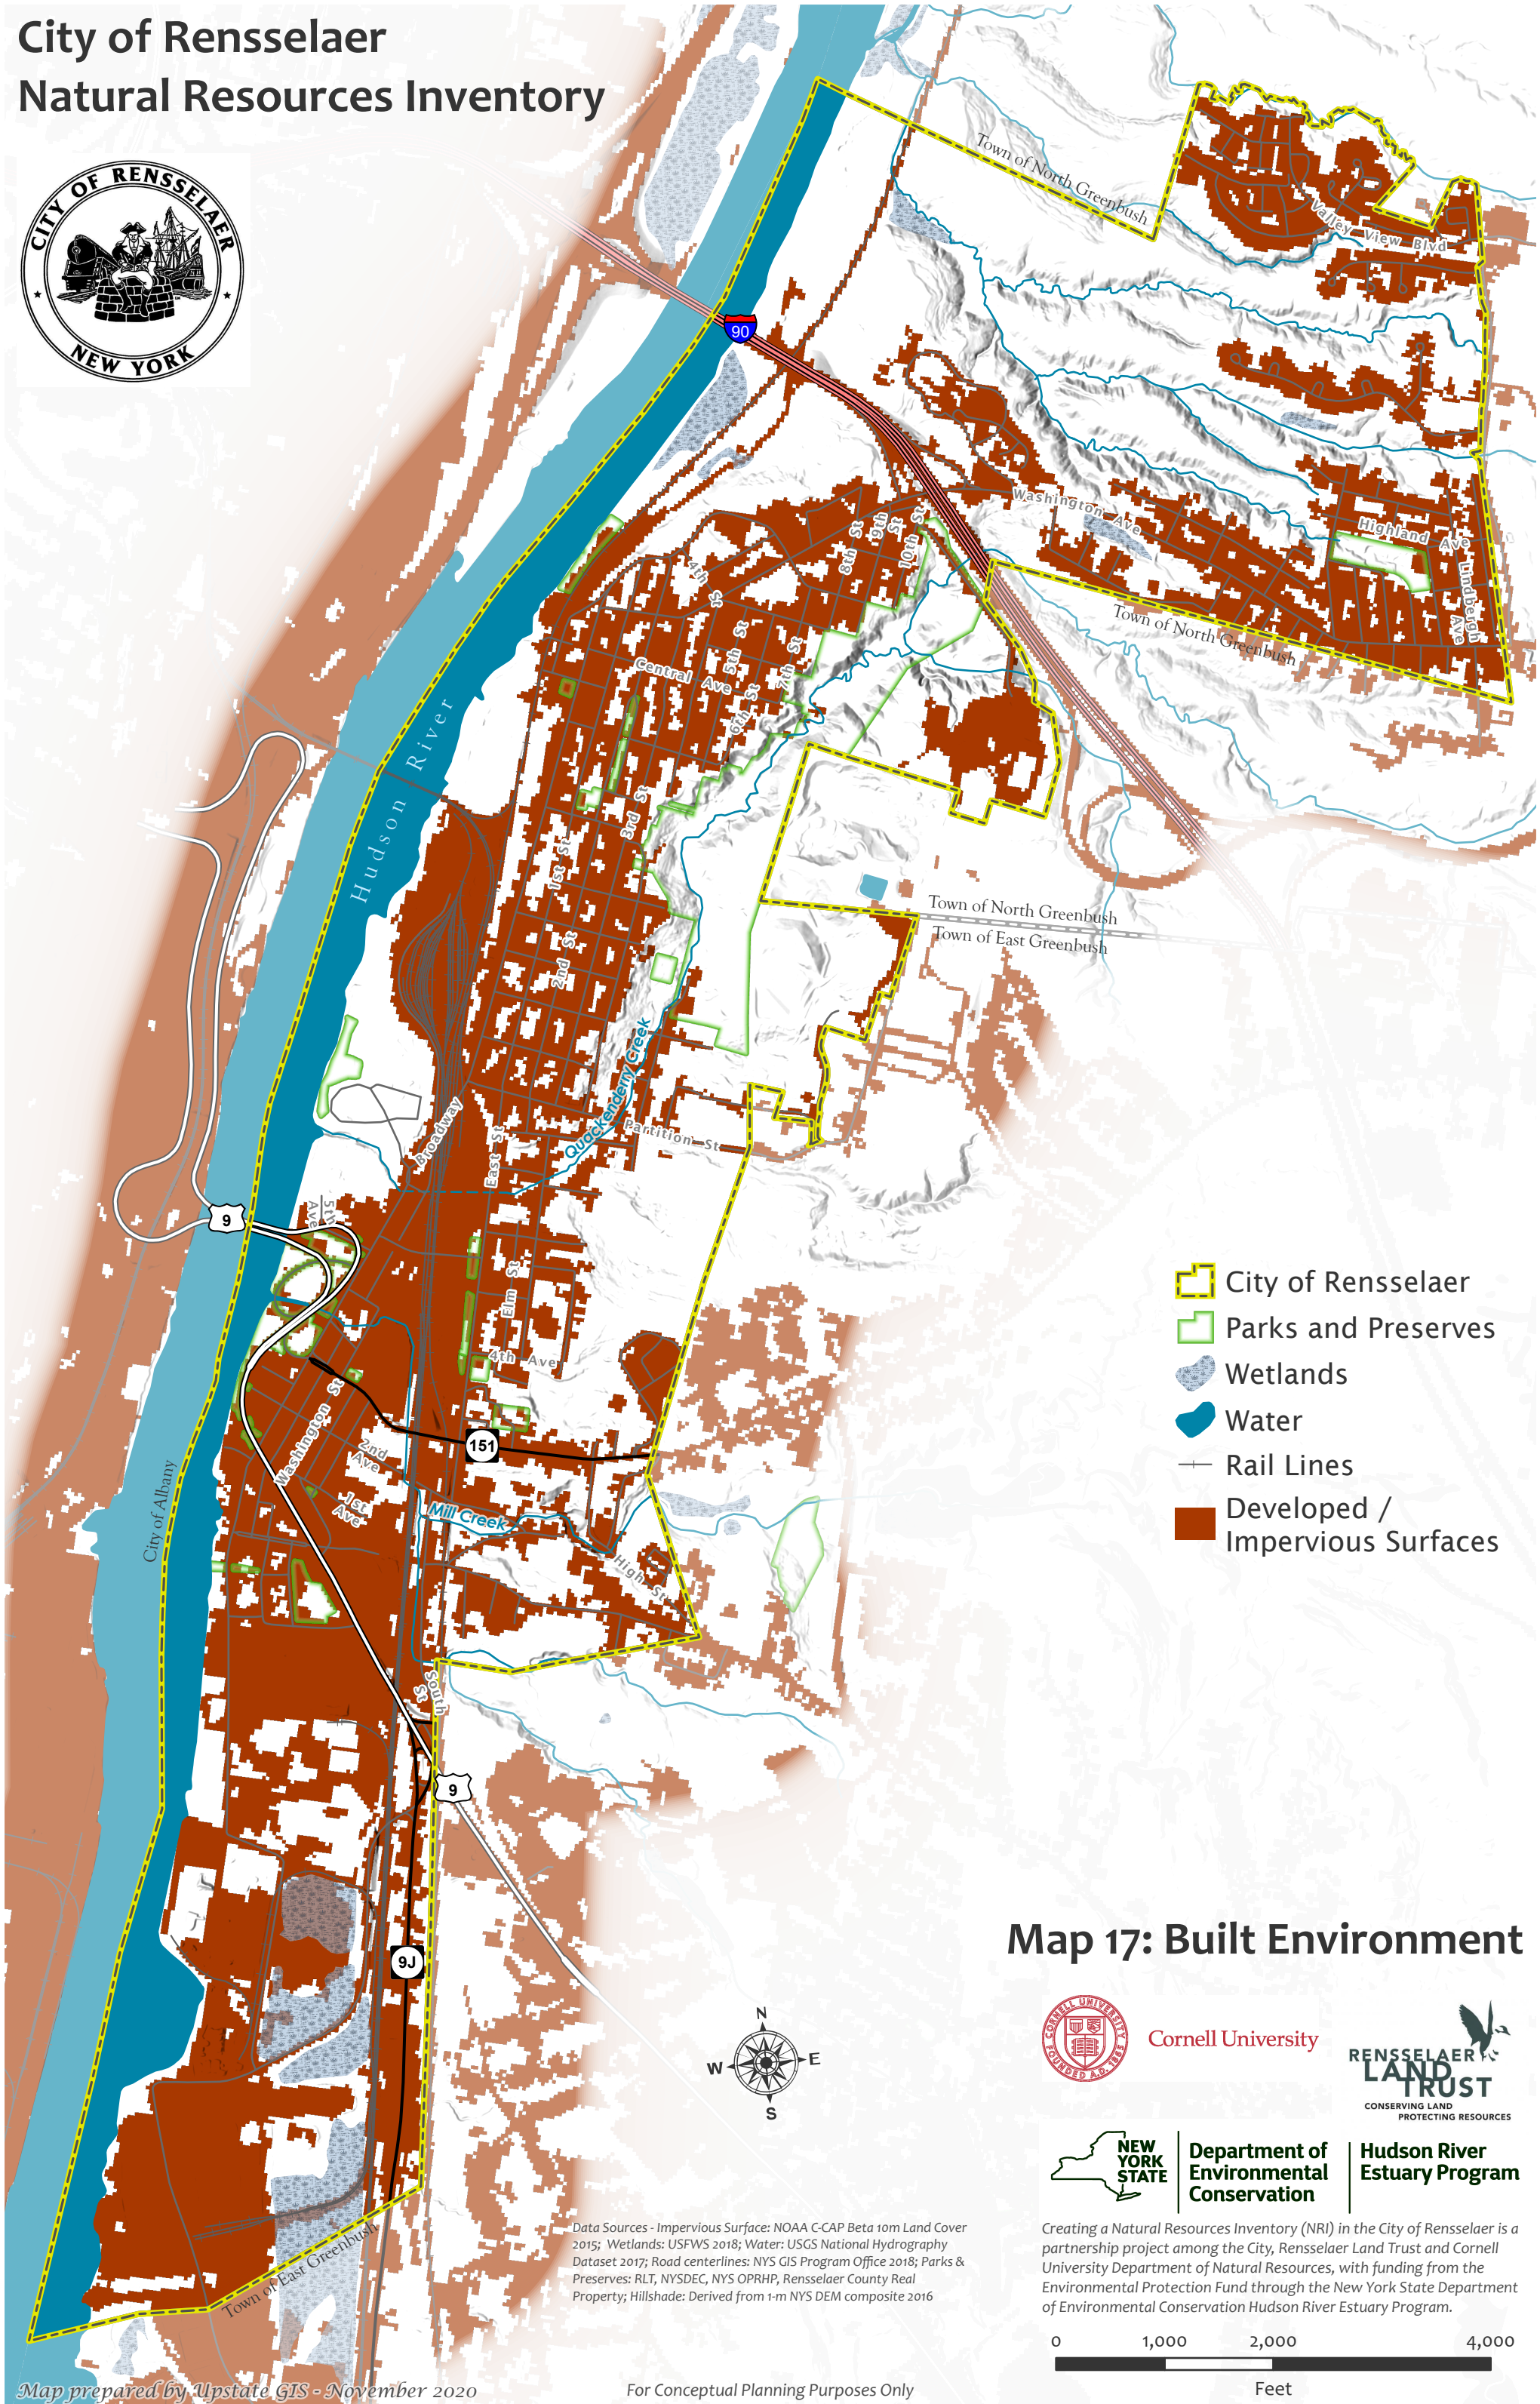 City of Rensselaer
Natural Resources Inventory
CITY OF RENSSELAER
NEW YORK
Town of North Greenbush
Valley View Blvd
90
Washington Ave
Highland Ave
Lindbergh
Ave
Town of North Greenbush
8th St
9th
St
10th St
4th St
5th St
Central Ave
6th St
7th St
Hudson River
3rd St
1st St
2nd St
Town of North Greenbush
Town of East Greenbush
Quackenderry Creek
Broadway
East St
Partition St
5th
Ave
9
Elm St
4th Ave
Washington St
151
2nd
Ave
1st
Ave
Mill Creek
High St
City of Albany
South
St
9
9J
Town of East Greenbush
City of Rensselaer
Parks and Preserves
Wetlands
Water
Rail Lines
Developed /
Impervious Surfaces
Map 17: Built Environment
N
W
E
S
CORNELL UNIVERSITY
FOUNDED A.D. 1865
Cornell University
RENSSELAER
LAND
TRUST
CONSERVING LAND
PROTECTING RESOURCES
NEW
YORK
STATE
Department of
Environmental
Conservation
Hudson River
Estuary Program
Data Sources - Impervious Surface: NOAA C-CAP Beta 10m Land Cover
2015; Wetlands: USFWS 2018; Water: USGS National Hydrography
Dataset 2017; Road centerlines: NYS GIS Program Office 2018; Parks &
Preserves: RLT, NYSDEC, NYS OPRHP, Rensselaer County Real
Property; Hillshade: Derived from 1-m NYS DEM composite 2016
Creating a Natural Resources Inventory (NRI) in the City of Rensselaer is a
partnership project among the City, Rensselaer Land Trust and Cornell
University Department of Natural Resources, with funding from the
Environmental Protection Fund through the New York State Department
of Environmental Conservation Hudson River Estuary Program.
0 1,000 2,000 4,000
Feet
Map prepared by Upstate GIS - November 2020
For Conceptual Planning Purposes Only